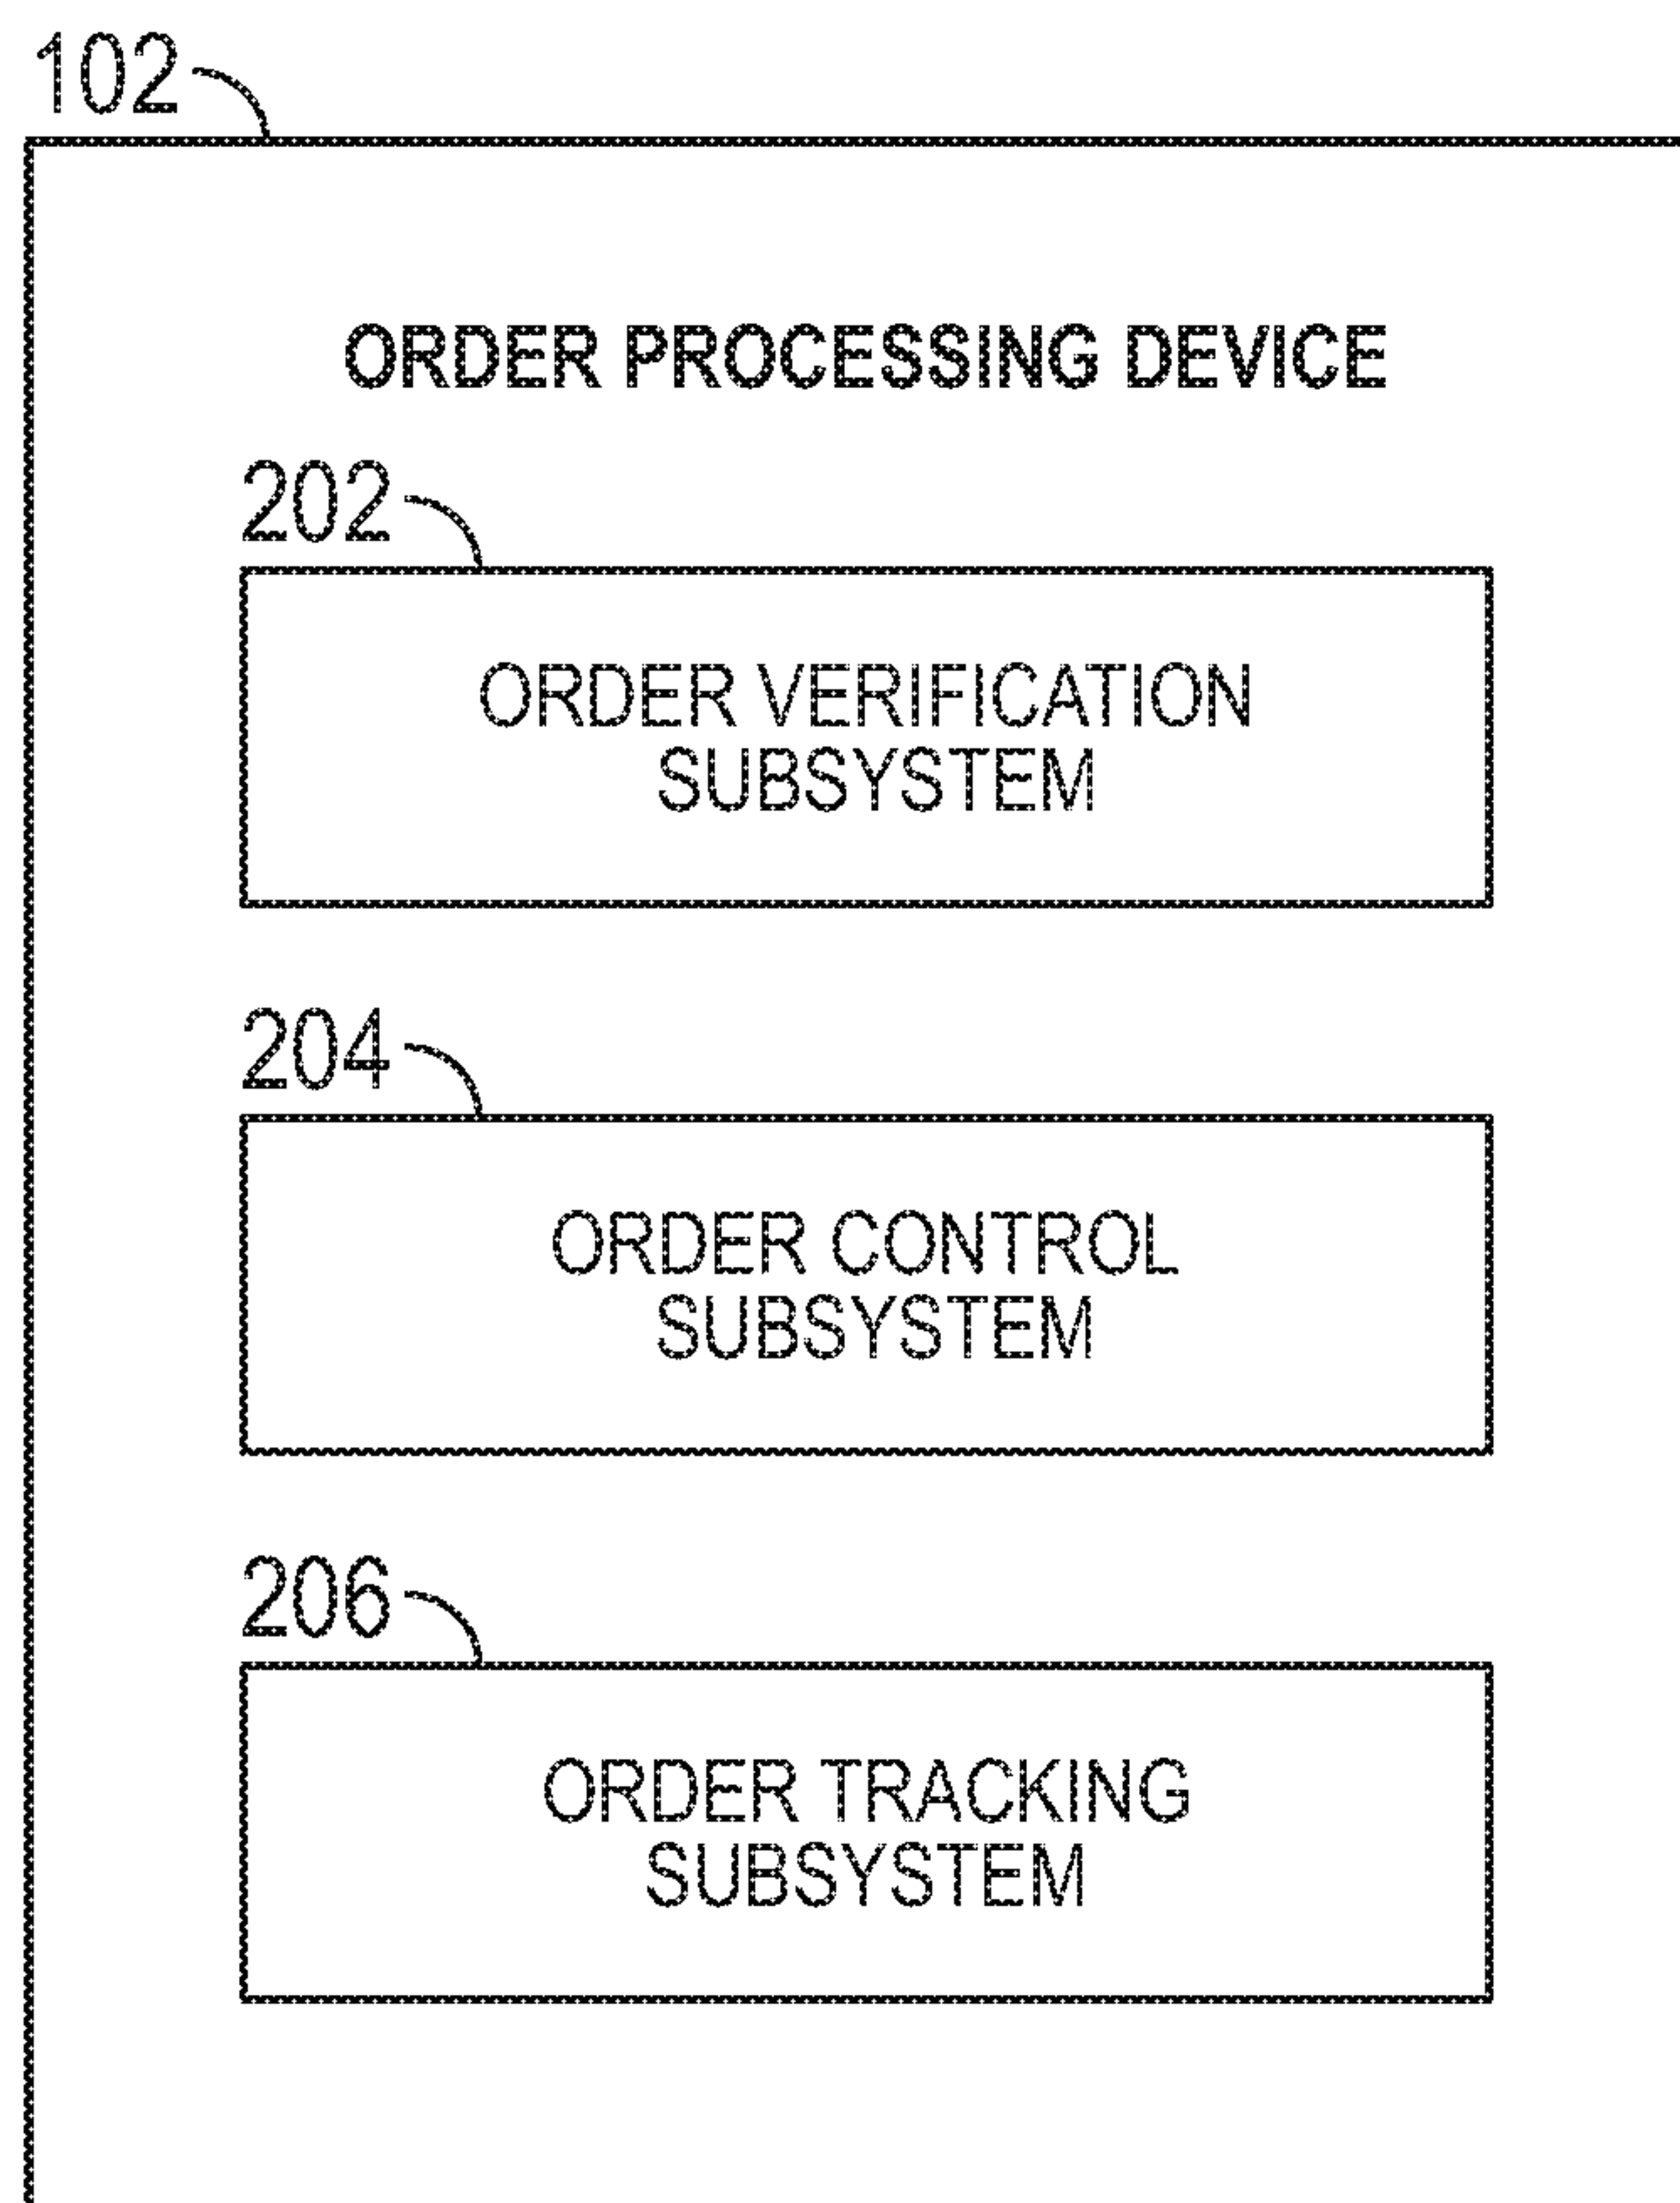 102
ORDER PROCESSING DEVICE
202
ORDER VERIFICATION
SUBSYSTEM
204
ORDER CONTROL
SUBSYSTEM
206
ORDER TRACKING
SUBSYSTEM